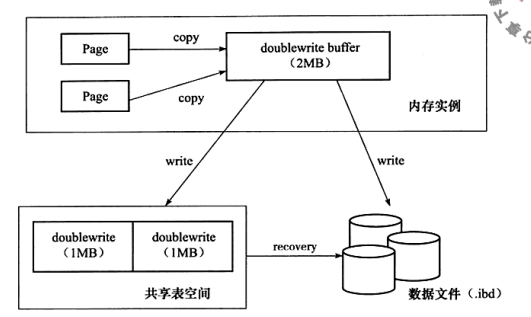 Page
copy
doublewrite buffer
（2MB）
Page
copy
内存实例
write
write
doublewrite
（1MB）
doublewrite
（1MB）
recovery
共享表空间
数据文件（.ibd）